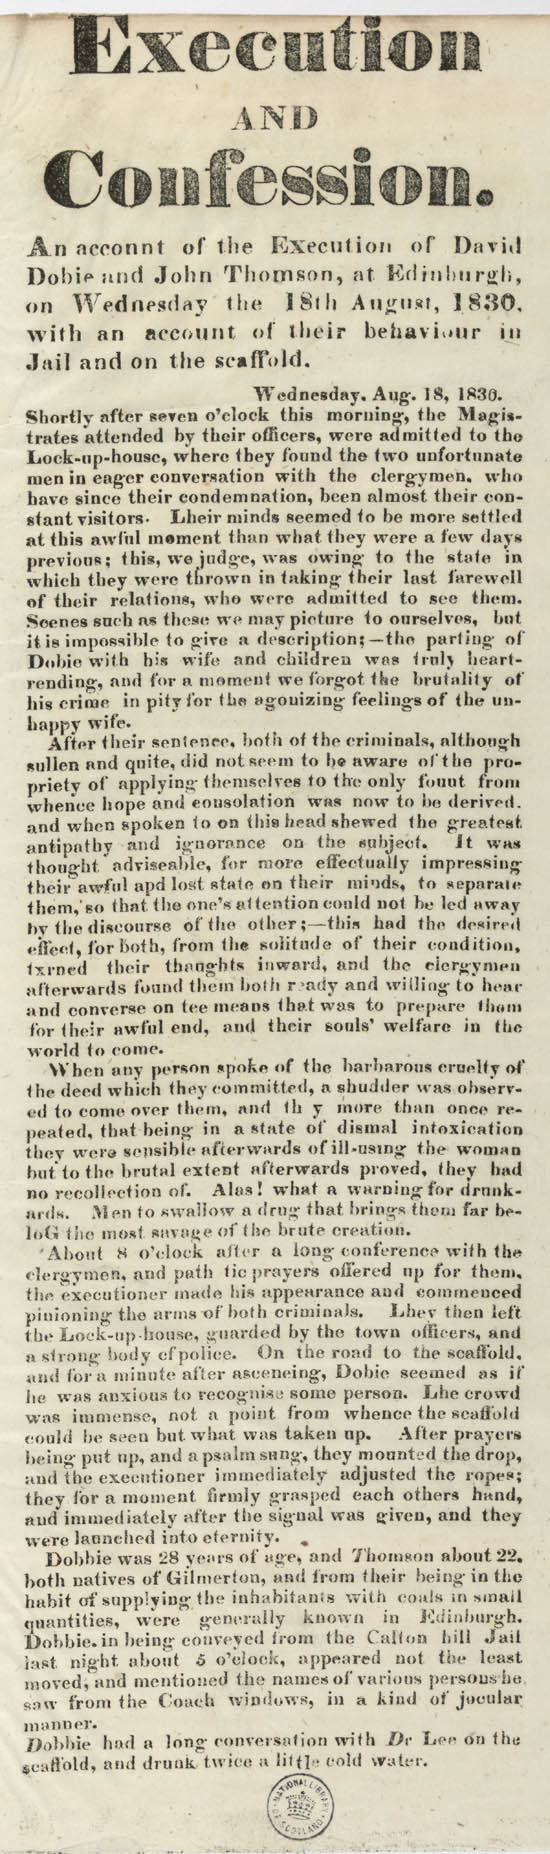 Execution
AND
Confession.
An acconnt of the Execution of David
Dobie and John Thomson, at Edinburgh,
on Wednesday the 18th August, 1830,
with an account of their behaviour in
Jail and on the scaffold.
Wednesday, Aug. 18, 1830.
Shortly after seven o'clock this morning, the Magis-
trates attended by their officers, were admitted to the
Lock-up-house, where they found the two unfortunate
men in eager conversation with the clergymen, who
have since their condemnation, been almost their con-
stant visitors. Lheir minds seemed to be more settled
at this awful moment than what they were a few days
previous; this, we judge, was owing to the state in
which they were thrown in taking their last farewell
of their relations, who were admitted to see them.
Scenes such as these we may picture to ourselves, but
it is impossible to give a description;—the parting of
Dobie with his wife and children was truly heart-
rending, and for a moment we forgot the brutality of
his crime in pity for the agonizing feelings of the un-
happy wife.
After their sentence, both of the criminals, although
sullen and quite, did not seem to be aware of the pro-
priety of applying themselves to the only fount from
whence hope and consolation was now to be derived,
and when spoken to on this head shewed the greatest
antipathy and ignorance on the subject. It was
thought adviseable, for more effectually impressing
their awful apd lost state on their minds, to separate
them, so that the one's attention could not be led away
by the discourse of the other;—this had the desired
effect, for both, from the solitude of their condition,
txrned their thaughts inward, and the clergymen
afterwards found them both ready and willing to hear
and converse on tee means that was to prepare them
for their awful end, and their souls' welfare in the
world to come.
When any person spoke of the barbarous cruelty of
the deed which they committed, a shudder was observ-
ed to come over them, and th y more than once re-
peated, that being in a state of dismal intoxication
they were sensible afterwards of ill-using the woman
but to the brutal extent afterwards proved, they had
no recollection of. Alas! what a warning for drunk-
ards. Men to swallow a drug that brings them far be-
loG the most savage of the brute creation.
About 8 o'clock after a long conference with the
clergymen, and path tic prayers offered up for them,
the executioner made his appearance and commenced
pinioning the arms of both criminals. Lhey then left
the Lock-up-house, guarded by the town officers, and
a strong body cf police. On the road to the scaffold,
and for a minute after asceneing, Dobie seemed as if
he was anxious to recognise some person. Lhe crowd
was immense, not a point from whence the scaffold
could be seen but what was taken up. After prayers
being put up, and a psalm sung, they mounted the drop,
and the executioner immediately adjusted the ropes;
they for a moment firmly grasped each others hand,
and immediately after the signal was given, and they
were launched into eternity.
Dobbie was 28 years of age, and Thomson about 22,
both natives of Gilmerton, and from their being in the
habit of supplying the inhabitants with coals in small
quantities, were generally known in Edinburgh.
Dobbie, in being conveyed from the Calton hill Jail
last night about 5 o'clock, appeared not the least
moved, and mentioned the names of various persons he
saw from the Coach windows, in a kind of jocular
manner.
Dobbie had a long conversation with Dr Lee on the
scaffold, and drunk twice a little cold water.
NATIONAL LIBRARY OF SCOTLAND